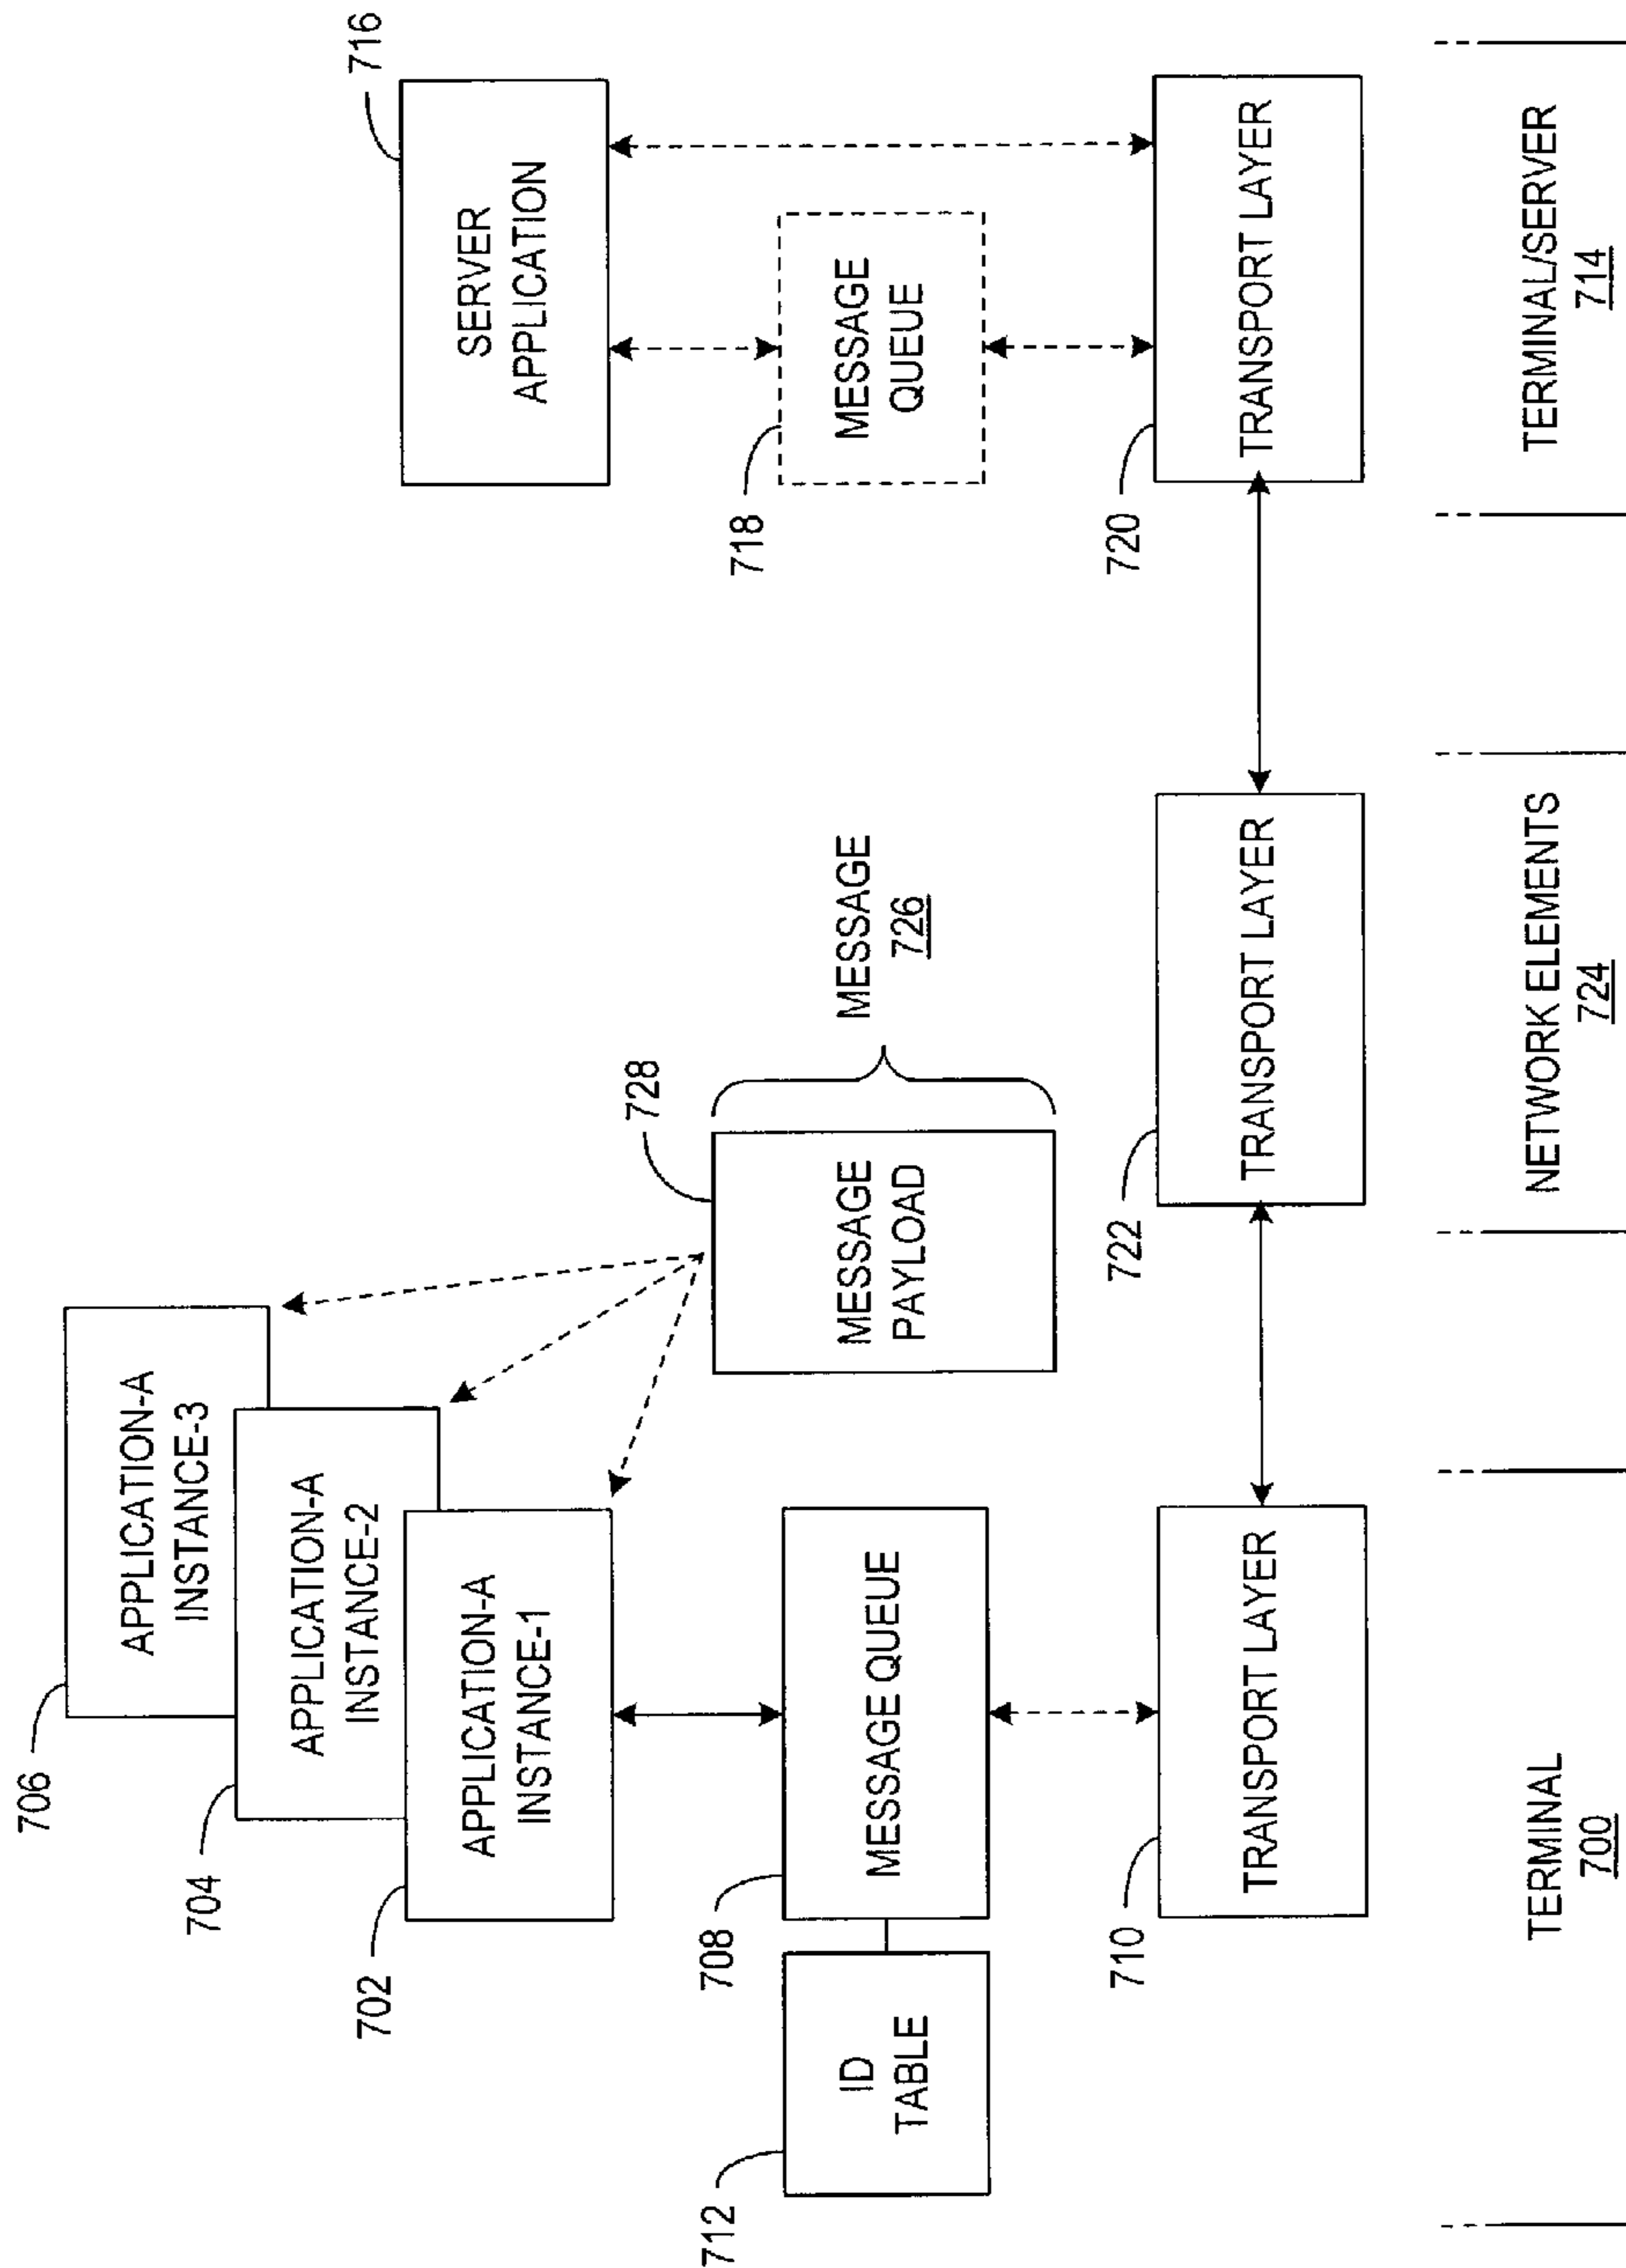 706
APPLICATION-A
INSTANCE-3
704
APPLICATION-A
INSTANCE-2
702
APPLICATION-A
INSTANCE-1
716
SERVER
APPLICATION
712
ID
TABLE
708
MESSAGE QUEUE
728
MESSAGE
PAYLOAD
MESSAGE
726
718
MESSAGE
QUEUE
710
TRANSPORT LAYER
722
TRANSPORT LAYER
720
TRANSPORT LAYER
TERMINAL
700
NETWORK ELEMENTS
724
TERMINAL/SERVER
714